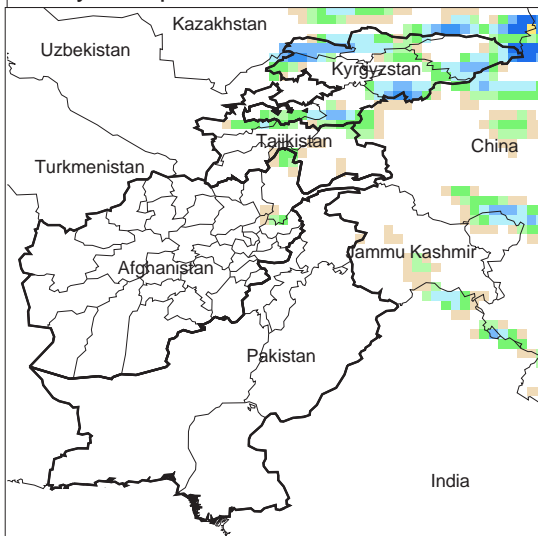 Kazakhstan
Uzbekistan
Kyrgyzstan
China
Tajikistan
Turkmenistan
Jammu Kashmir
Afghanistan
Pakistan
India